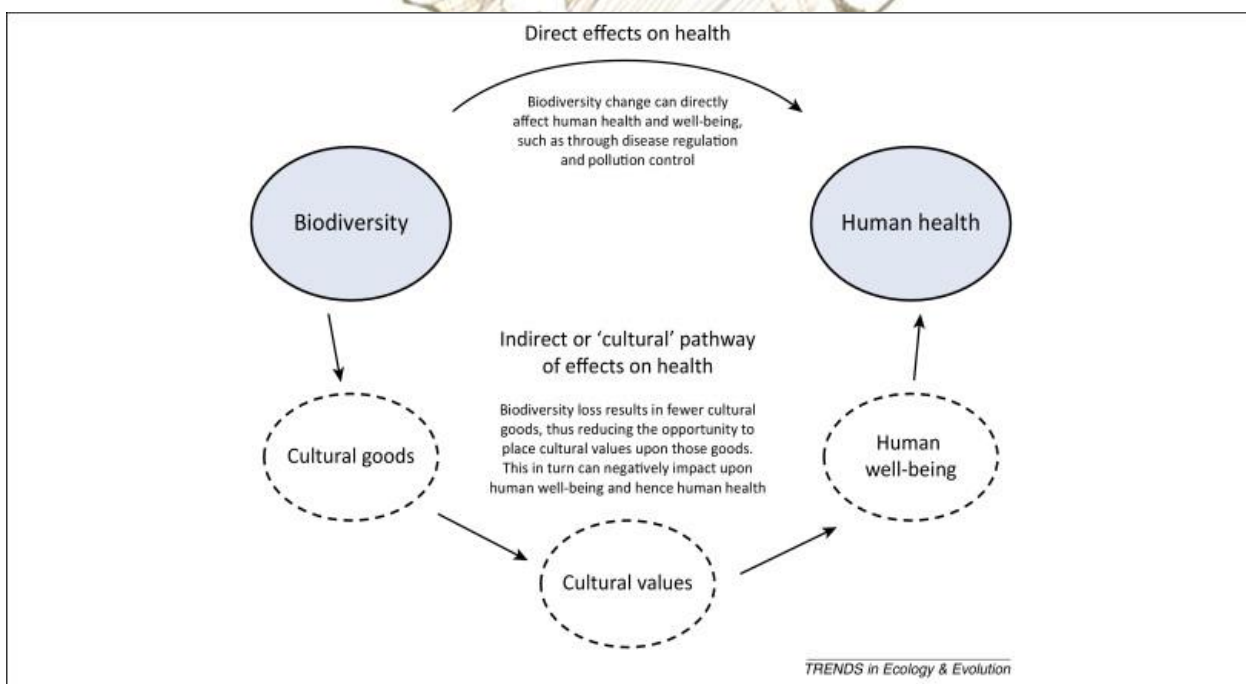 Direct effects on health
Biodiversity change can directly
affect human health and well-being,
such as through disease regulation
and pollution control
Biodiversity
Human health
Indirect or ‘cultural’ pathway
of effects on health
Biodiversity loss results in fewer cultural
goods, thus reducing the opportunity to
place cultural values upon those goods.
This in turn can negatively impact upon
human well-being and hence human health
Cultural goods
Human
well-being
Cultural values
TRENDS in Ecology & Evolution